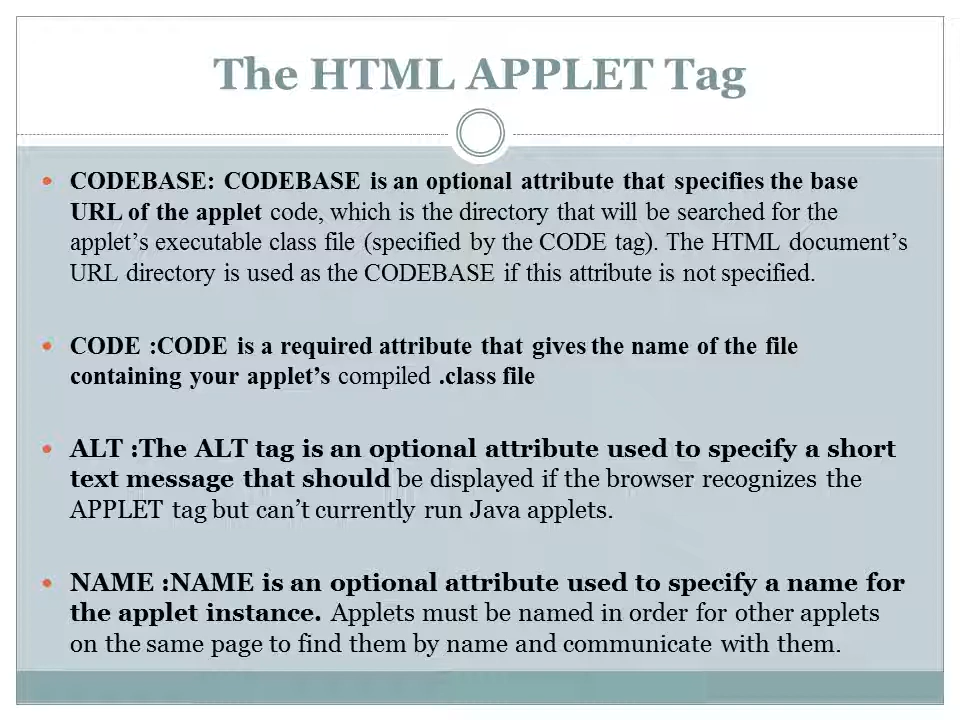 The HTML APPLET Tag
• CODEBASE: CODEBASE is an optional attribute that specifies the base
URL of the applet code, which is the directory that will be searched for the
applet’s executable class file (specified by the CODE tag). The HTML document’s
URL directory is used as the CODEBASE if this attribute is not specified.
• CODE :CODE is a required attribute that gives the name of the file
containing your applet’s compiled .class file
• ALT :The ALT tag is an optional attribute used to specify a short
text message that should be displayed if the browser recognizes the
APPLET tag but can’t currently run Java applets.
• NAME :NAME is an optional attribute used to specify a name for
the applet instance. Applets must be named in order for other applets
on the same page to find them by name and communicate with them.